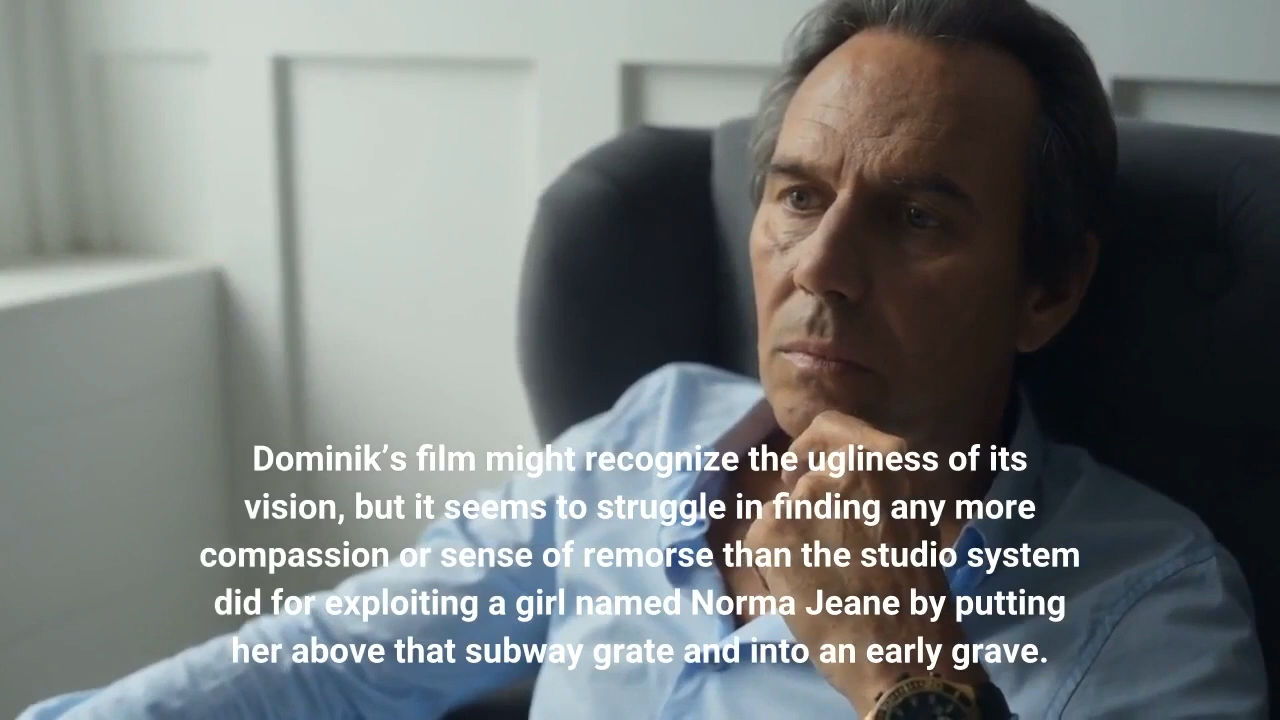 Dominik’s film might recognize the ugliness of its
vision, but it seems to struggle in finding any more
compassion or sense of remorse than the studio system
did for exploiting a girl named Norma Jeane by putting
her above that subway grate and into an early grave.